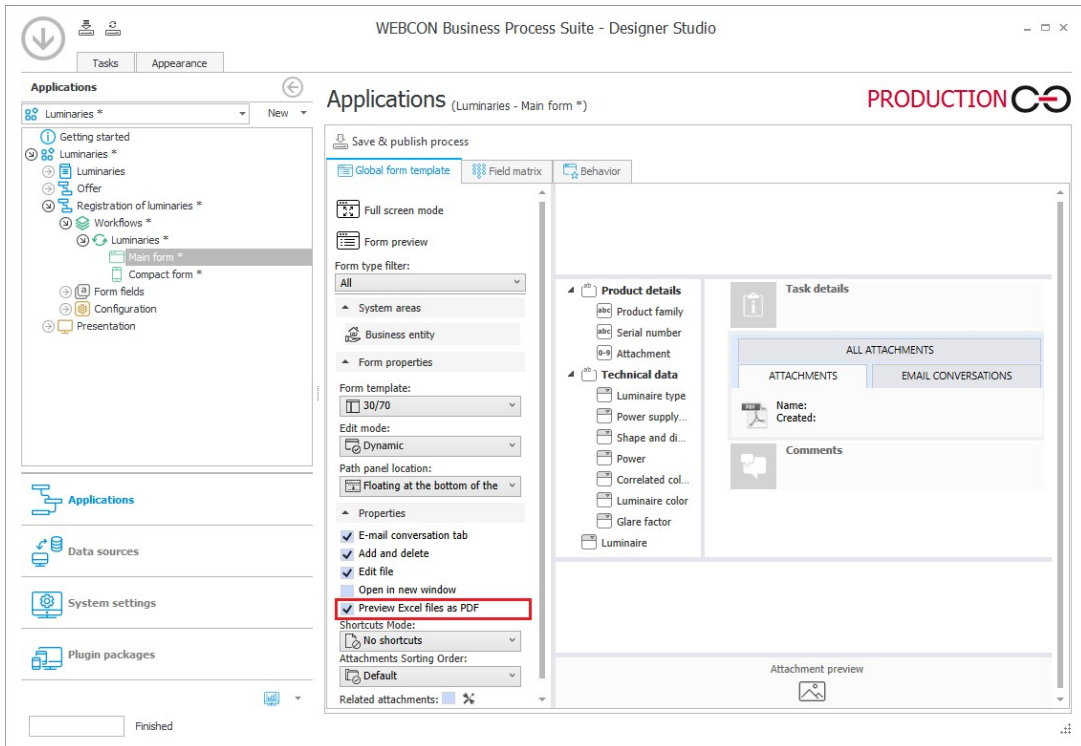 WEBCON Business Process Suite - Designer Studio
Tasks
Appearance
Applications
Luminaries *
New
Getting started
Luminaries *
Luminaries
Offer
Registration of luminaries *
Workflows *
Luminaries *
Main form *
Compact form *
Form fields
Configuration
Presentation
Applications
Data sources
System settings
Plugin packages
Finished
Applications (Luminaries - Main form *)
PRODUCTION
Save & publish process
Global form template
Field matrix
Behavior
Full screen mode
Form preview
Form type filter:
All
System areas
Business entity
Form properties
Form template:
30/70
Edit mode:
Dynamic
Path panel location:
Floating at the bottom of the
Properties
E-mail conversation tab
Add and delete
Edit file
Open in new window
Preview Excel files as PDF
Shortcuts Mode:
No shortcuts
Attachments Sorting Order:
Default
Related attachments:
Product details
abc Product family
abc Serial number
0-9 Attachment
Technical data
Luminaire type
Power supply...
Shape and di...
Power
Correlated col...
Luminaire color
Glare factor
Luminaire
Task details
ALL ATTACHMENTS
ATTACHMENTS
EMAIL CONVERSATIONS
PDF
Name:
Created:
Comments
Attachment preview